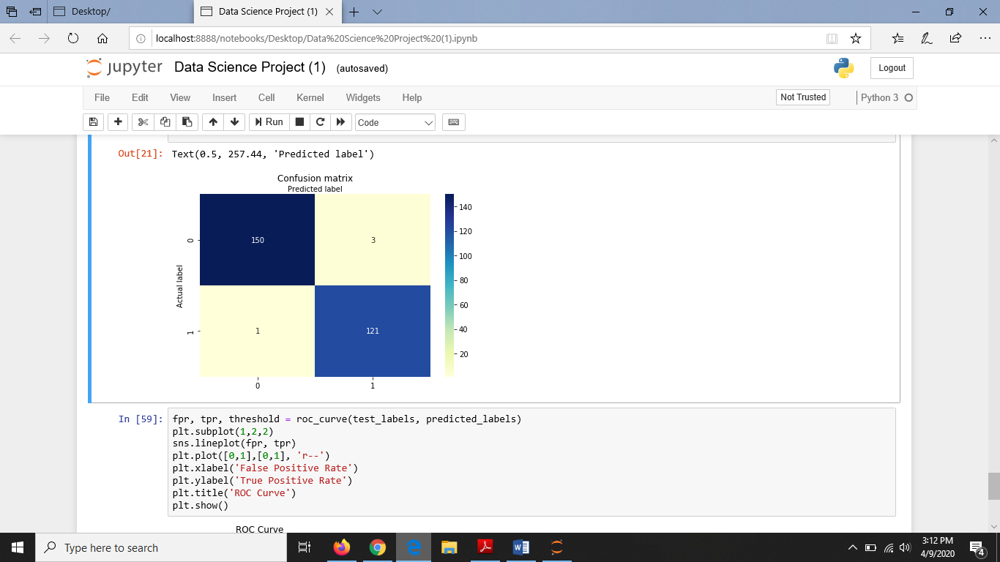 Desktop/
Data Science Project (1)
localhost:8888/notebooks/Desktop/Data%20Science%20Project%20(1).ipynb
jupyter Data Science Project (1) (autosaved)
Logout
File Edit View Insert Cell Kernel Widgets Help
Not Trusted
Python 3
Run
Code
Out[21]: Text(0.5, 257.44, 'Predicted label')
Confusion matrix
Predicted label
Actual label
0
1
150
3
1
121
0
1
140
120
100
80
60
40
20
In [59]: fpr, tpr, threshold = roc_curve(test_labels, predicted_labels)
plt.subplot(1,2,2)
sns.lineplot(fpr, tpr)
plt.plot([0,1],[0,1], 'r--')
plt.xlabel('False Positive Rate')
plt.ylabel('True Positive Rate')
plt.title('ROC Curve')
plt.show()
ROC Curve
Type here to search
3:12 PM
4/9/2020
4